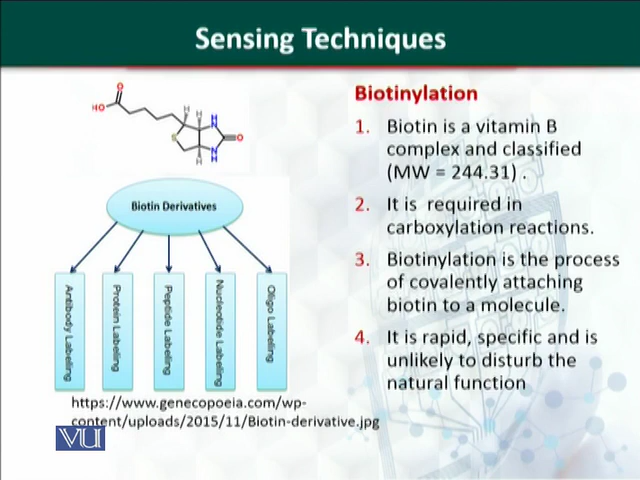 Sensing Techniques
HO
O
H
H
NH
S
O
NH
H
Biotin Derivatives
Antibody Labeling
Protein Labeling
Peptide Labeling
Nucleotide Labeling
Oligo Labeling
https://www.genecopoeia.com/wp-
content/uploads/2015/11/Biotin-derivative.jpg
VU
Biotinylation
1. Biotin is a vitamin B
complex and classified
(MW = 244.31) .
2. It is required in
carboxylation reactions.
3. Biotinylation is the process
of covalently attaching
biotin to a molecule.
4. It is rapid, specific and is
unlikely to disturb the
natural function